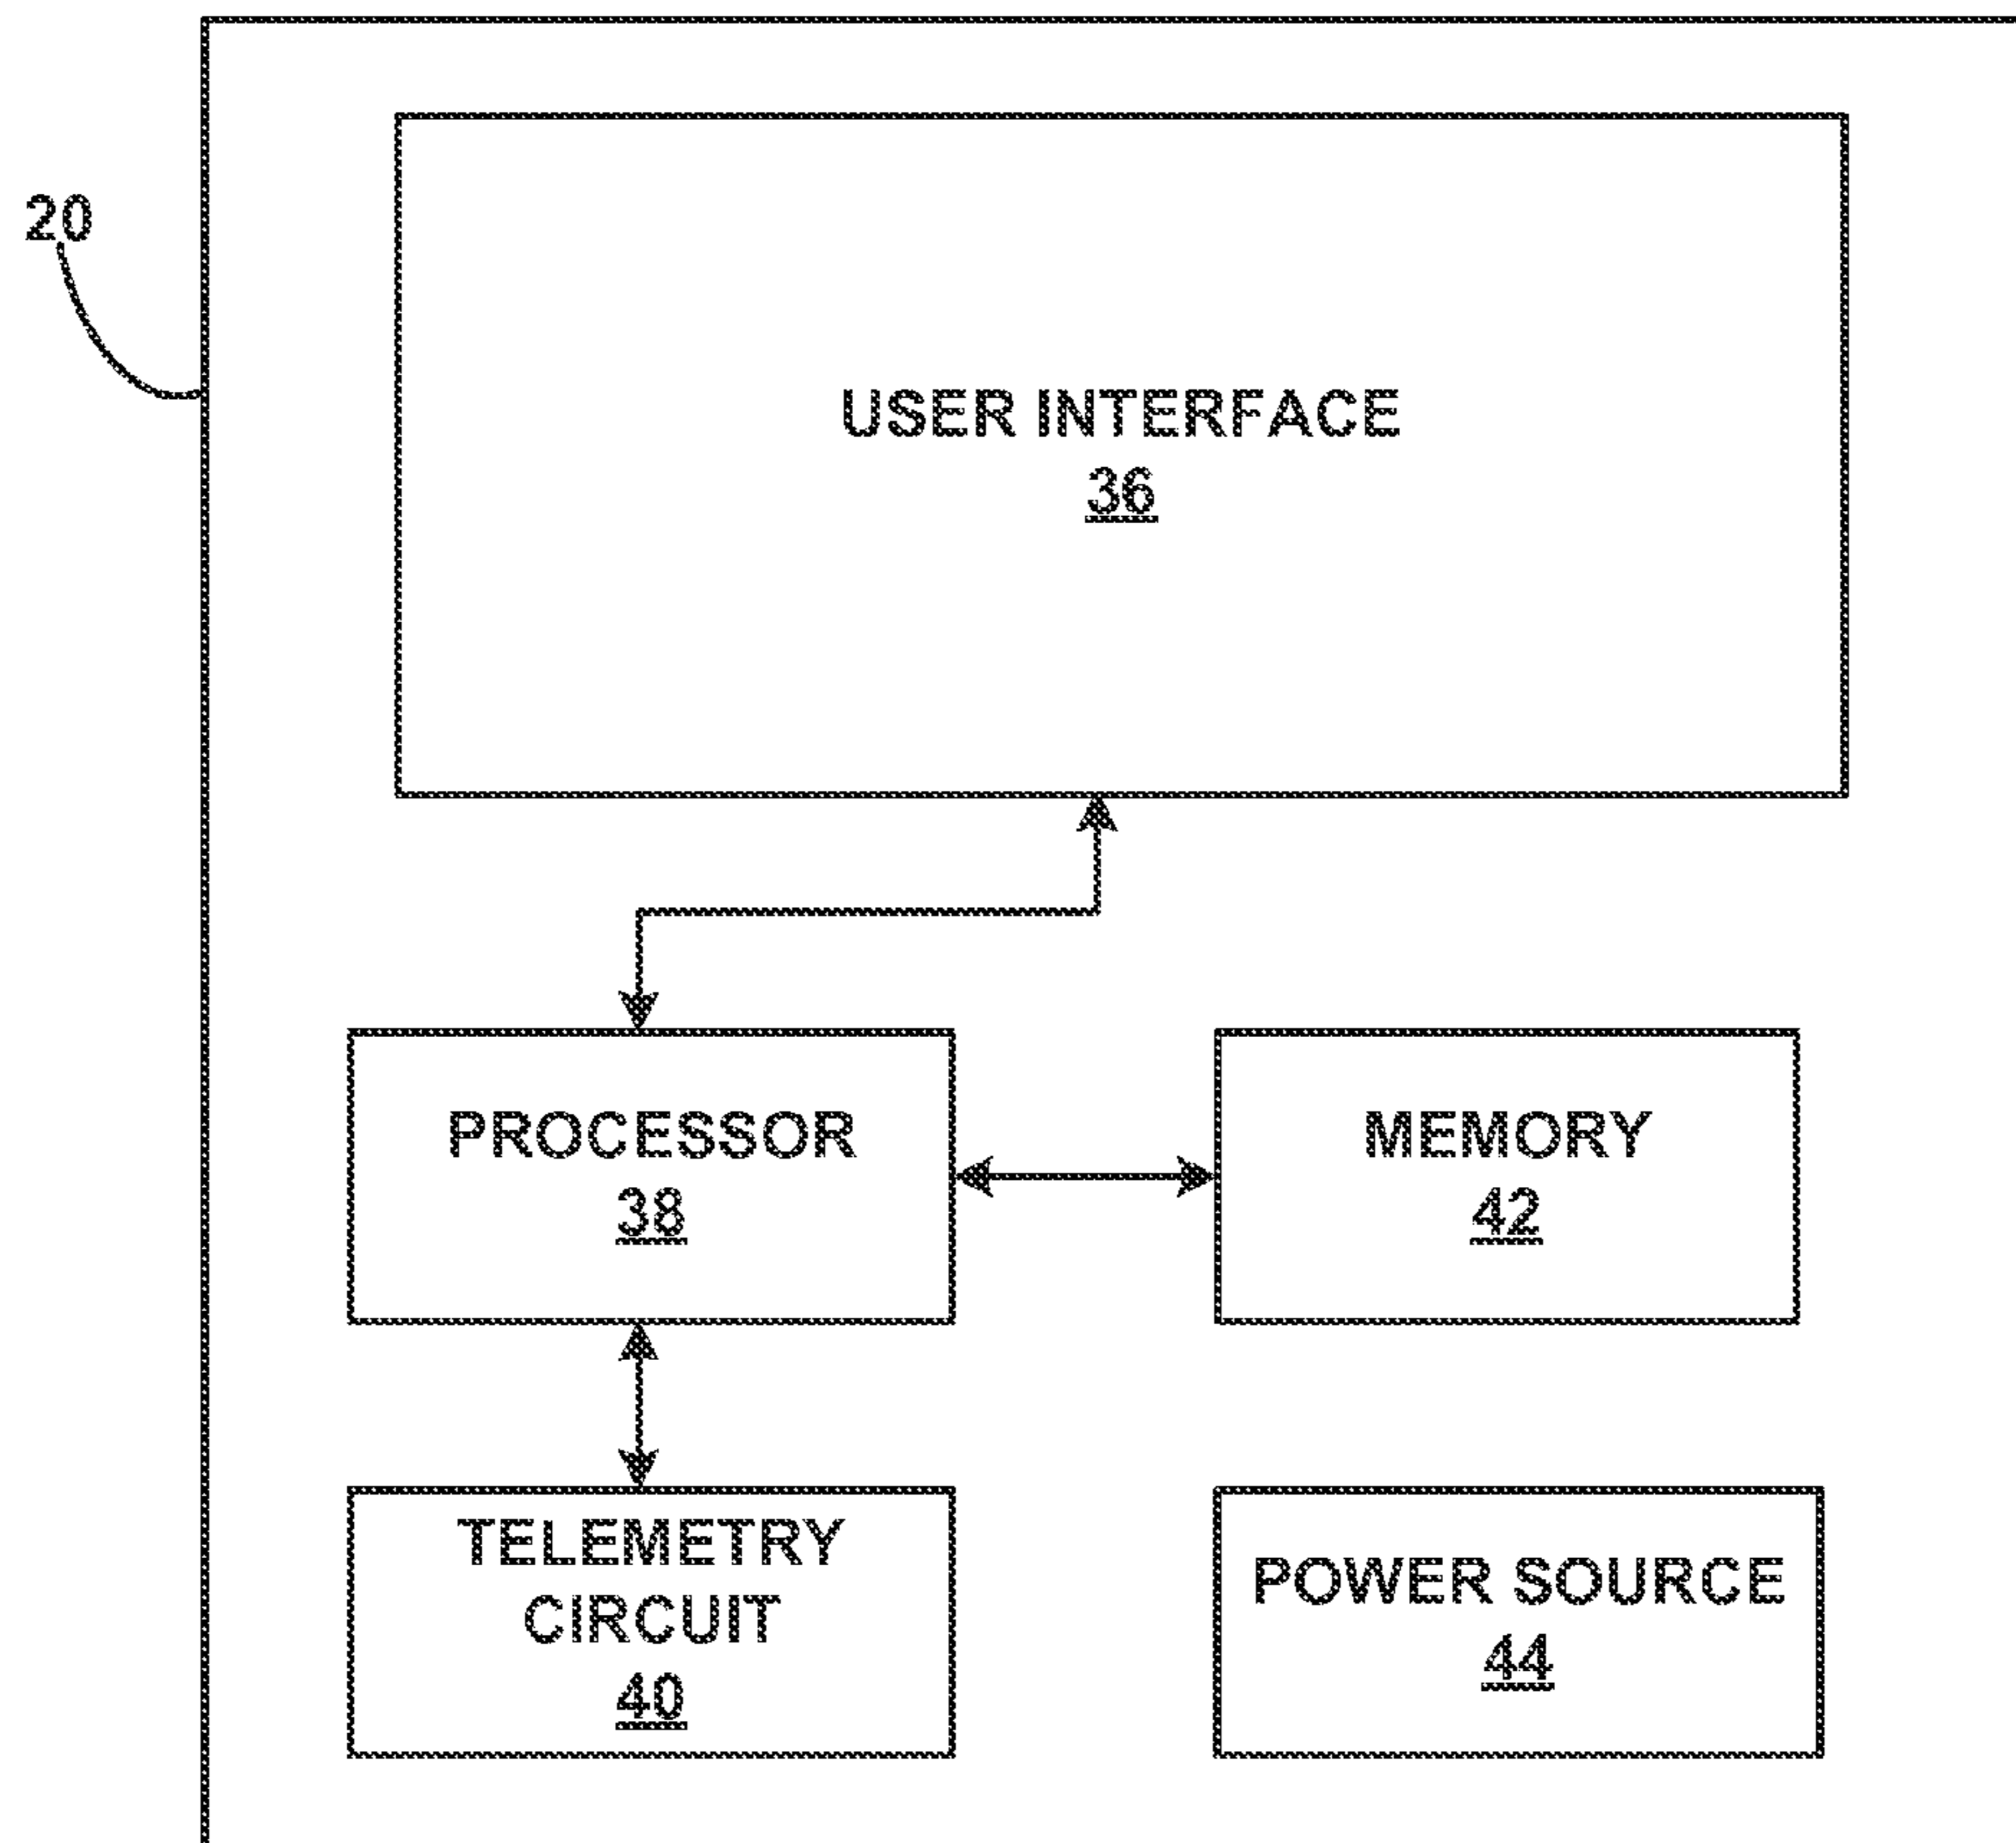 20
USER INTERFACE
36
PROCESSOR
38
MEMORY
42
TELEMETRY
CIRCUIT
40
POWER SOURCE
44